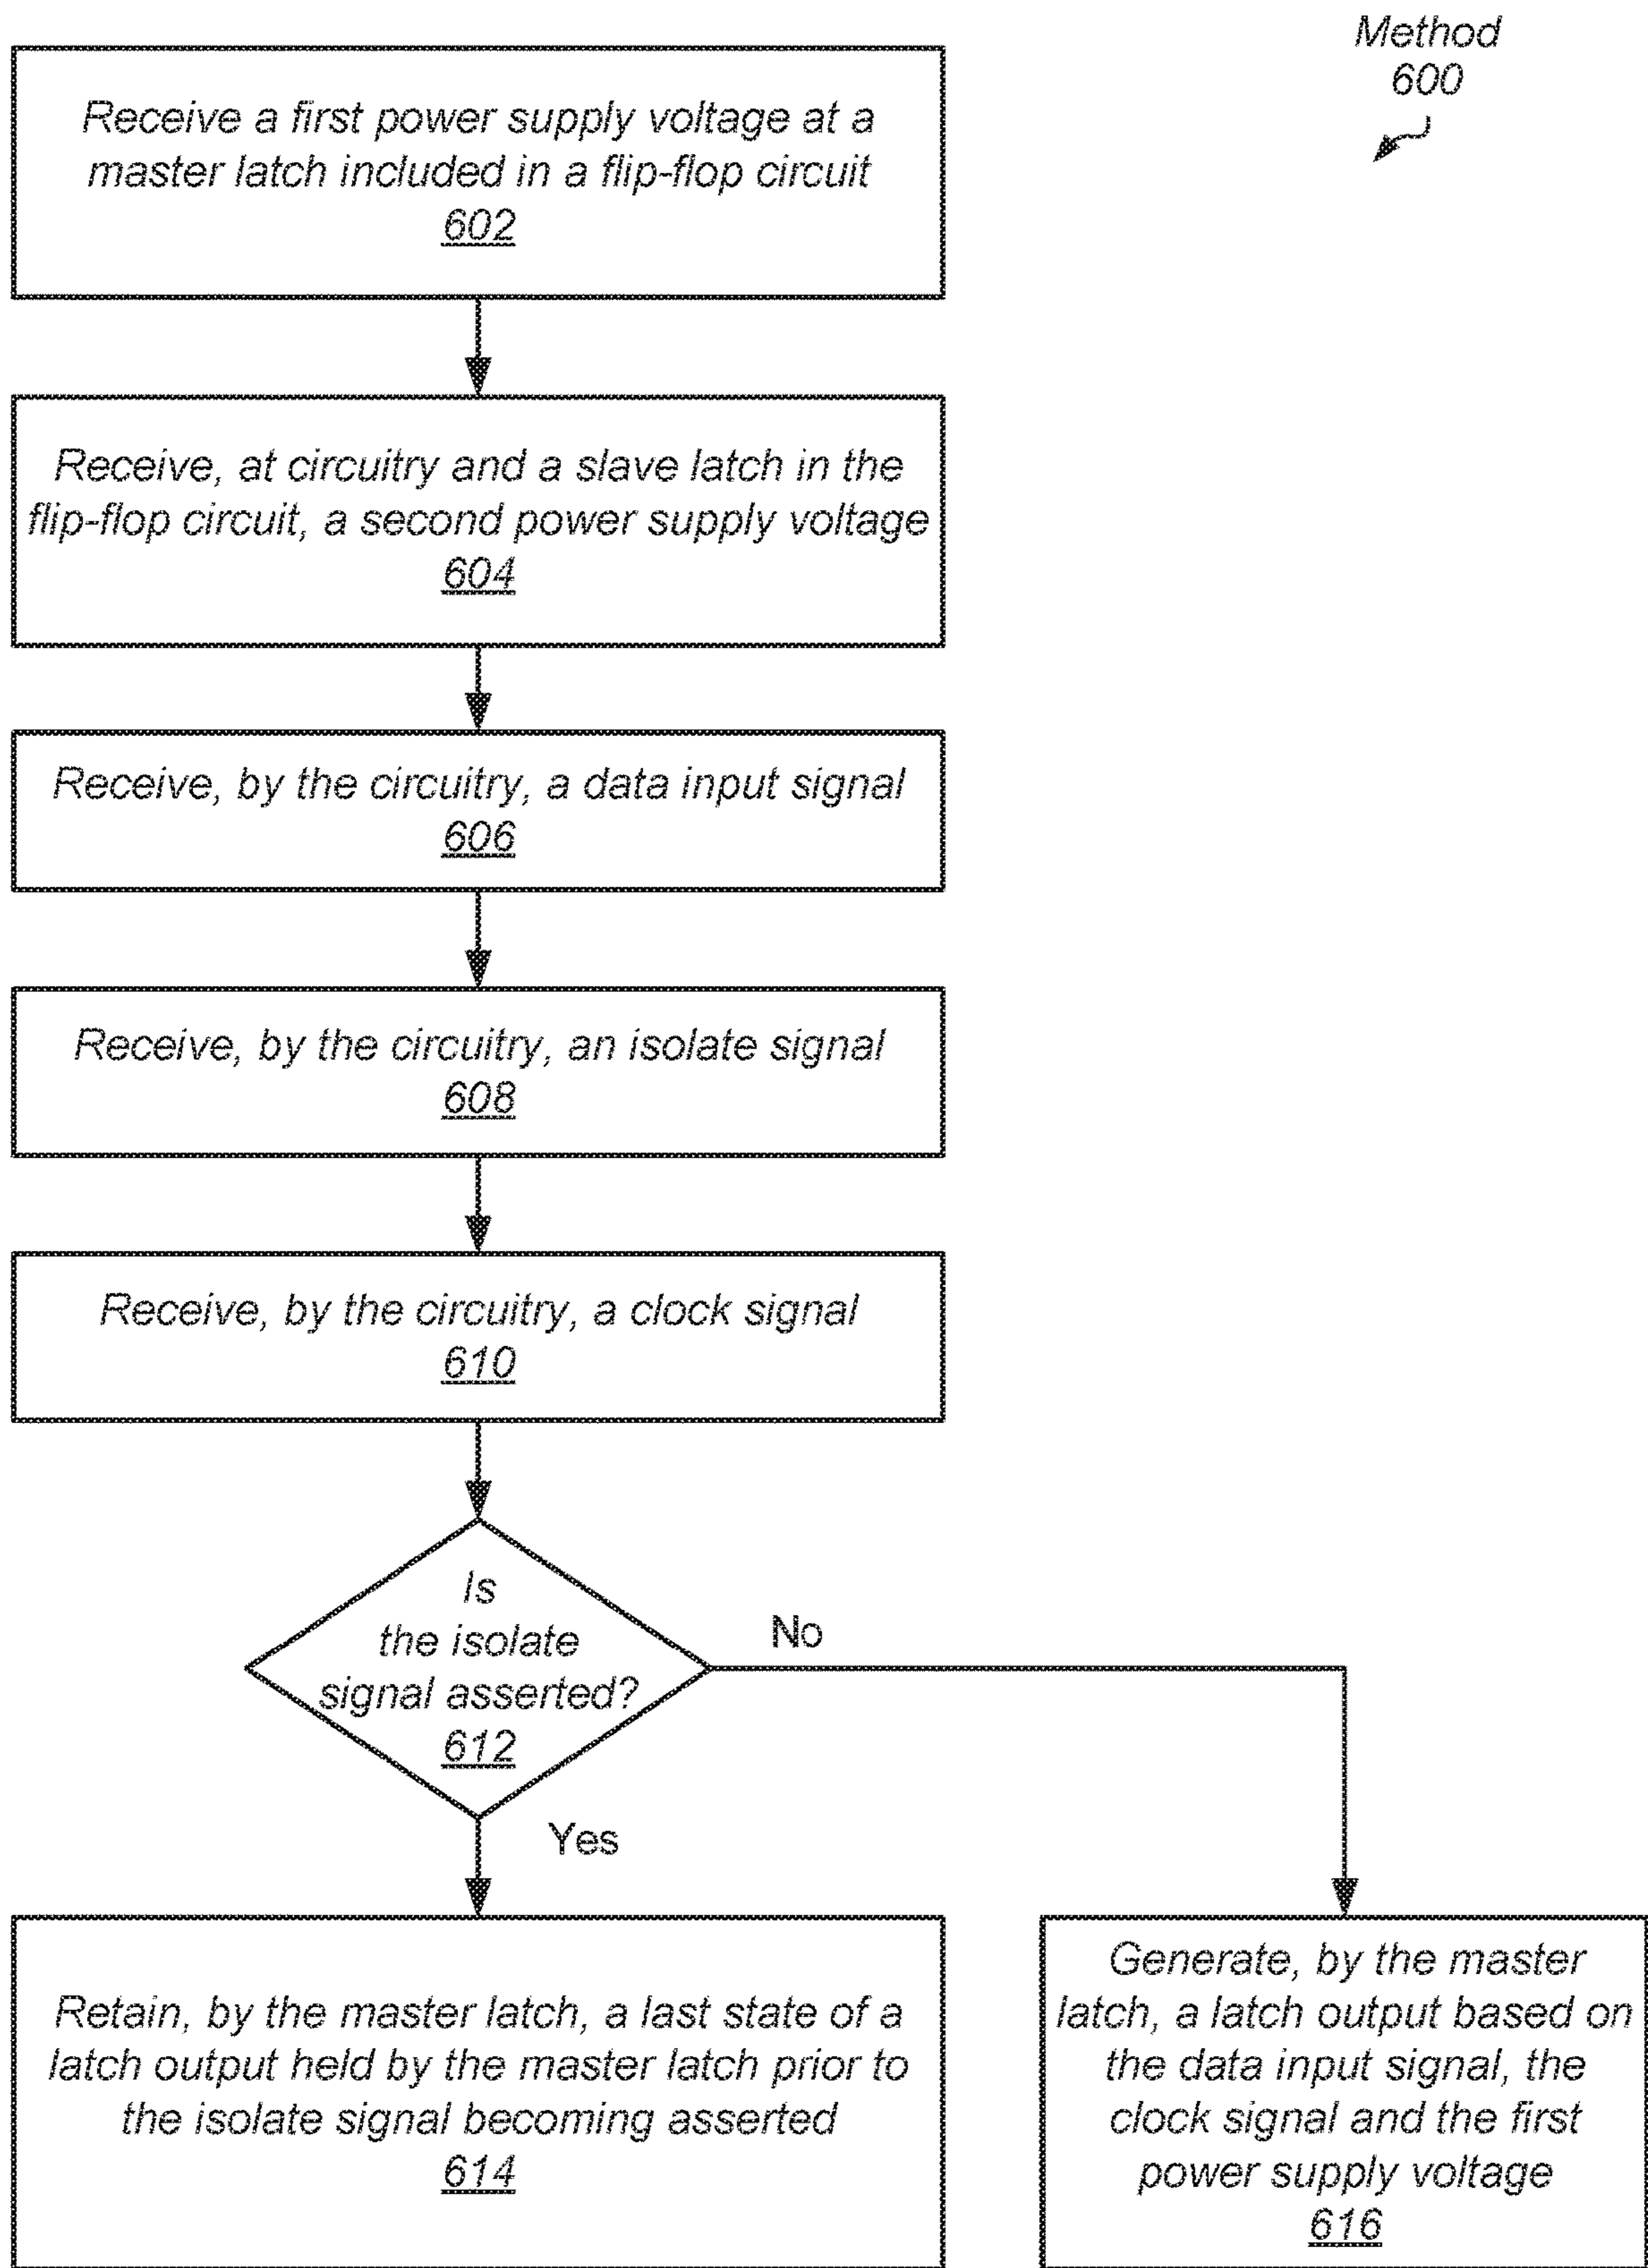 Method
600
Receive a first power supply voltage at a
master latch included in a flip-flop circuit
602
Receive, at circuitry and a slave latch in the
flip-flop circuit, a second power supply voltage
604
Receive, by the circuitry, a data input signal
606
Receive, by the circuitry, an isolate signal
608
Receive, by the circuitry, a clock signal
610
Is
the isolate
signal asserted?
612
No
Yes
Retain, by the master latch, a last state of a
latch output held by the master latch prior to
the isolate signal becoming asserted
614
Generate, by the master
latch, a latch output based on
the data input signal, the
clock signal and the first
power supply voltage
616